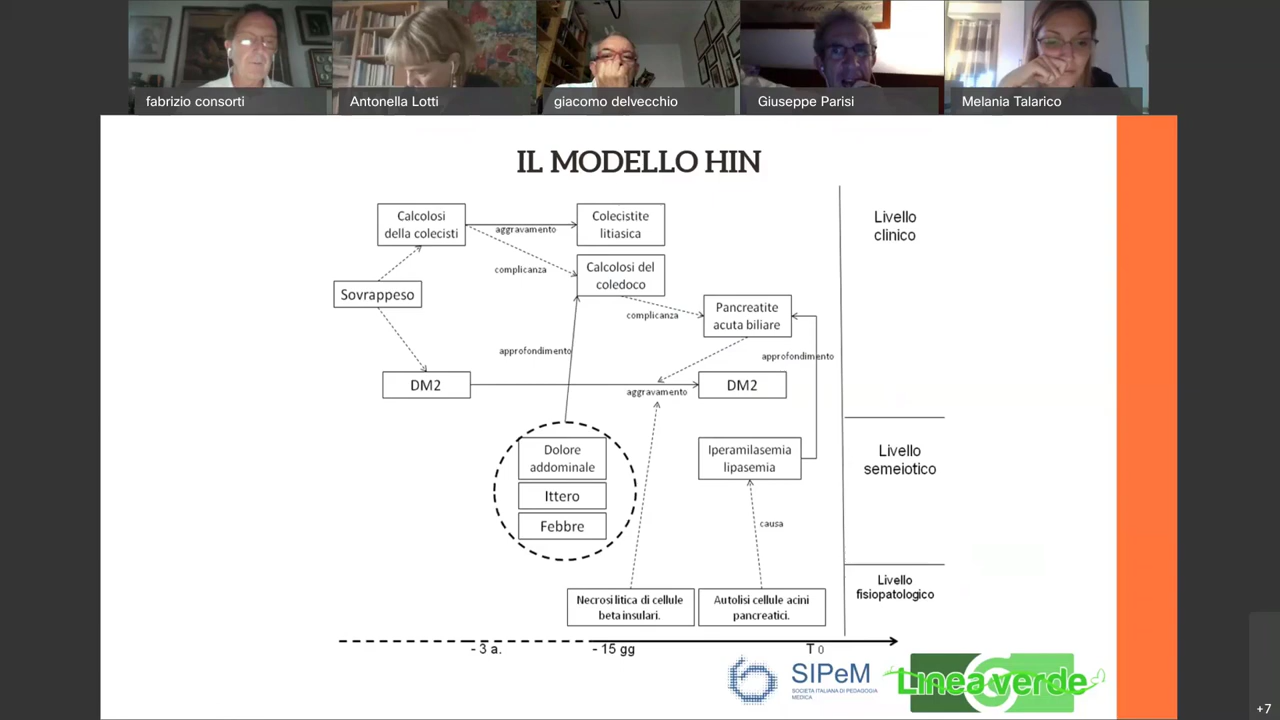 fabrizio consorti
Antonella Lotti
giacomo delvecchio
Giuseppe Parisi
Melania Talarico
IL MODELLO HIN
Calcolosi
della colecisti
aggravamento
Colecistite
litiasica
Livello
clinico
complicanza
Calcolosi del
coledoco
Sovrappeso
complicanza
Pancreatite
acuta biliare
approfondimento
approfondimento
DM2
aggravamento
DM2
Dolore
addominale
Ittero
Febbre
Iperamilasemia
lipasemia
Livello
semeiotico
causa
Necrosi litica di cellule
beta insulari.
Autolisi cellule acini
pancreatici.
Livello
fisiopatologico
- 3 a.
- 15 gg
T 0
SIPeM
SOCIETÀ ITALIANA DI PEDAGOGIA
MEDICA
Lineaverde
+7